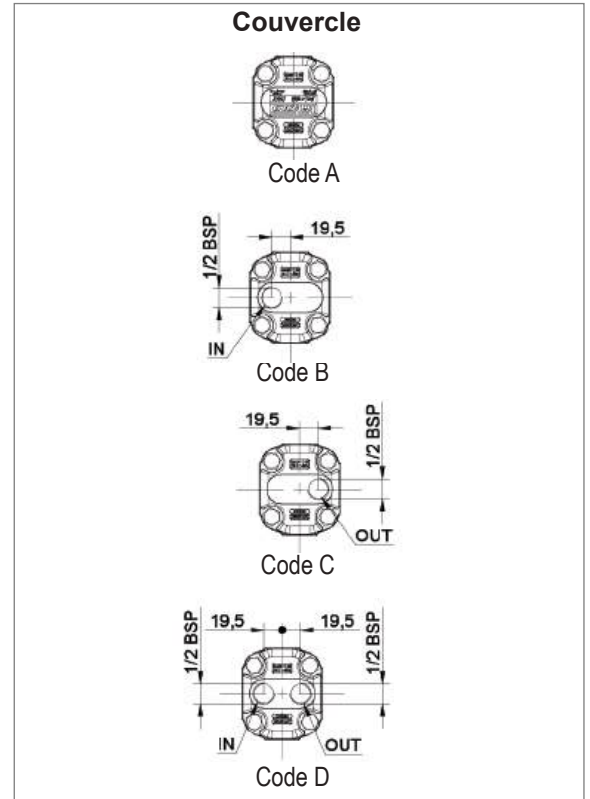 Couvercle
Code A
19,5
1/2 BSP
IN
Code B
19,5
1/2 BSP
OUT
Code C
19,5 19,5
1/2 BSP 1/2 BSP
IN OUT
Code D